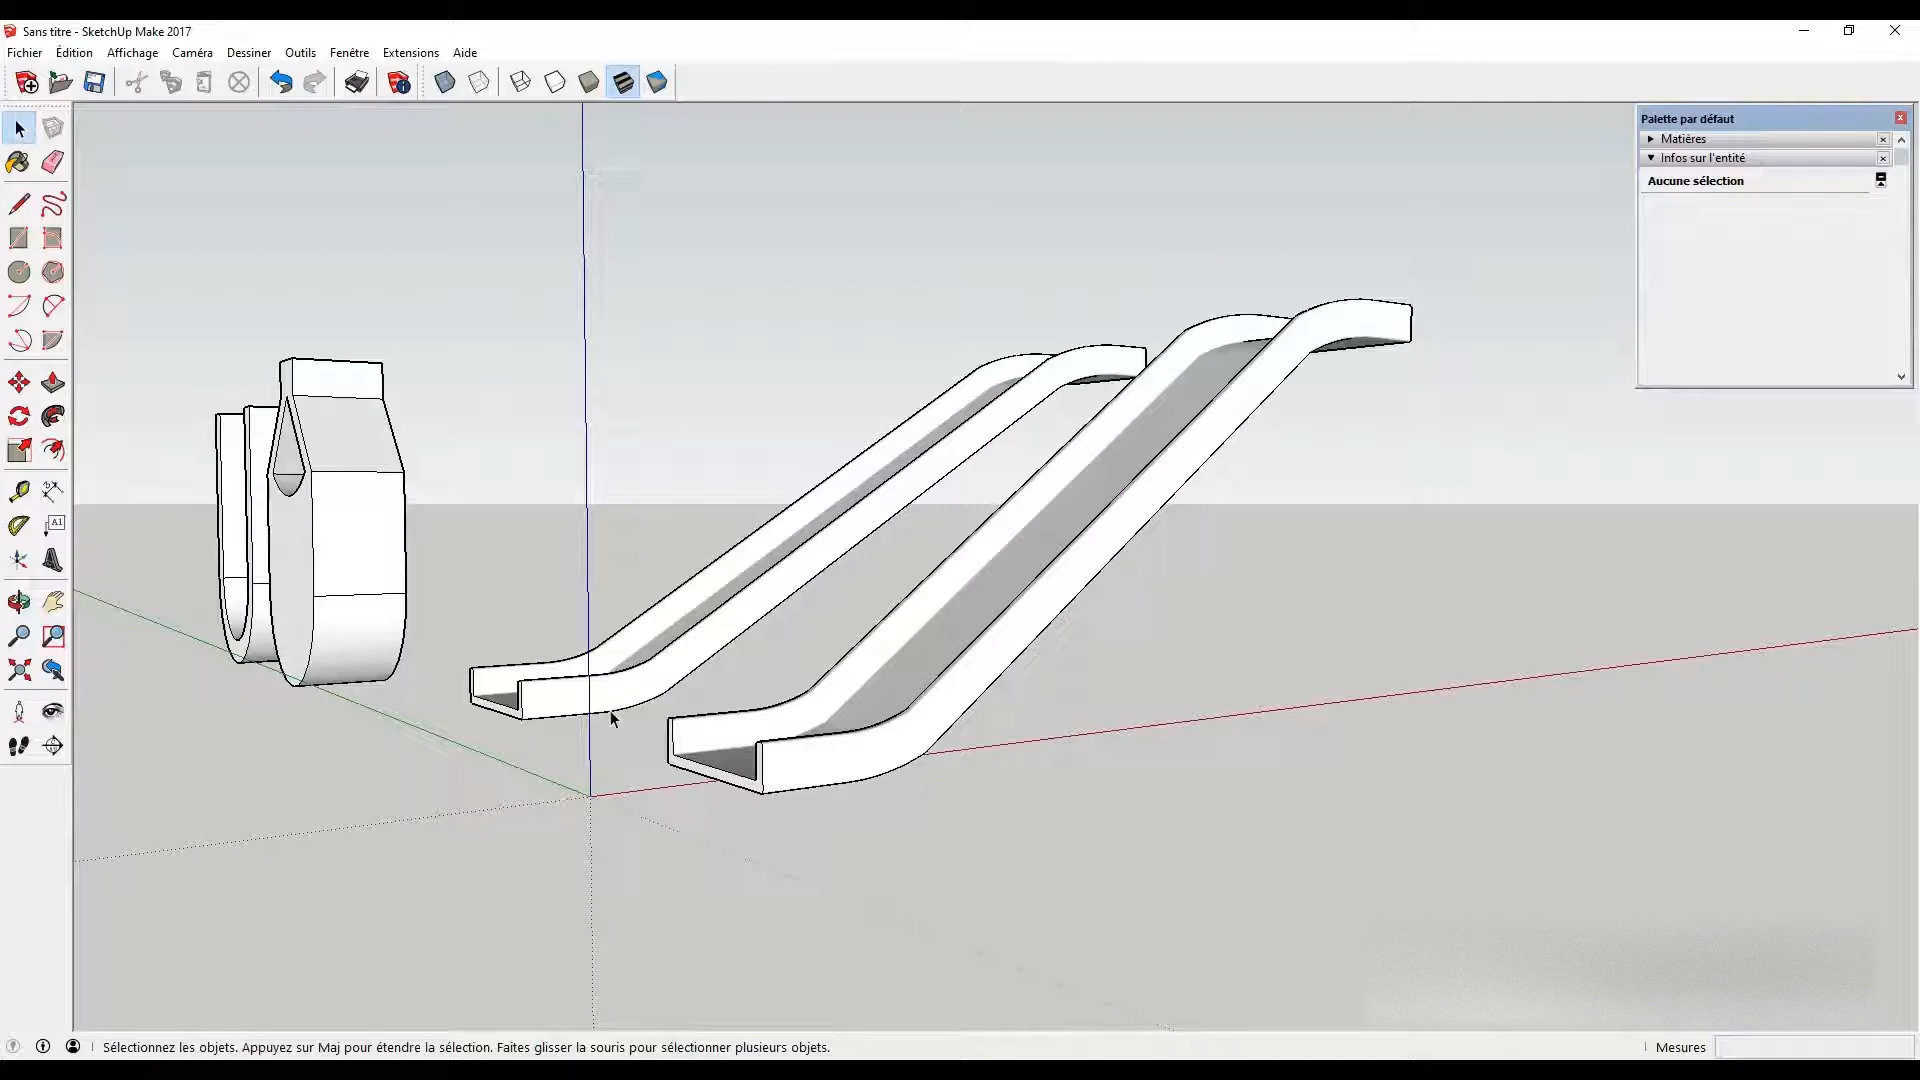 Sans titre - SketchUp Make 2017
Fichier Édition Affichage Caméra Dessiner Outils Fenêtre Extensions Aide
Palette par défaut
Matières
Infos sur l'entité
Aucune sélection
A1
Sélectionnez les objets. Appuyez sur Maj pour étendre la sélection. Faites glisser la souris pour sélectionner plusieurs objets.
Mesures